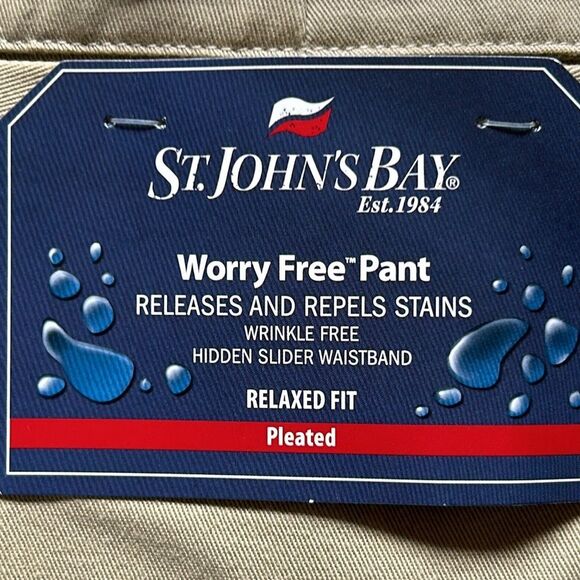 ST. JOHN'S BAY®
Est. 1984
Worry Free™ Pant
RELEASES AND REPELS STAINS
WRINKLE FREE
HIDDEN SLIDER WAISTBAND
RELAXED FIT
Pleated